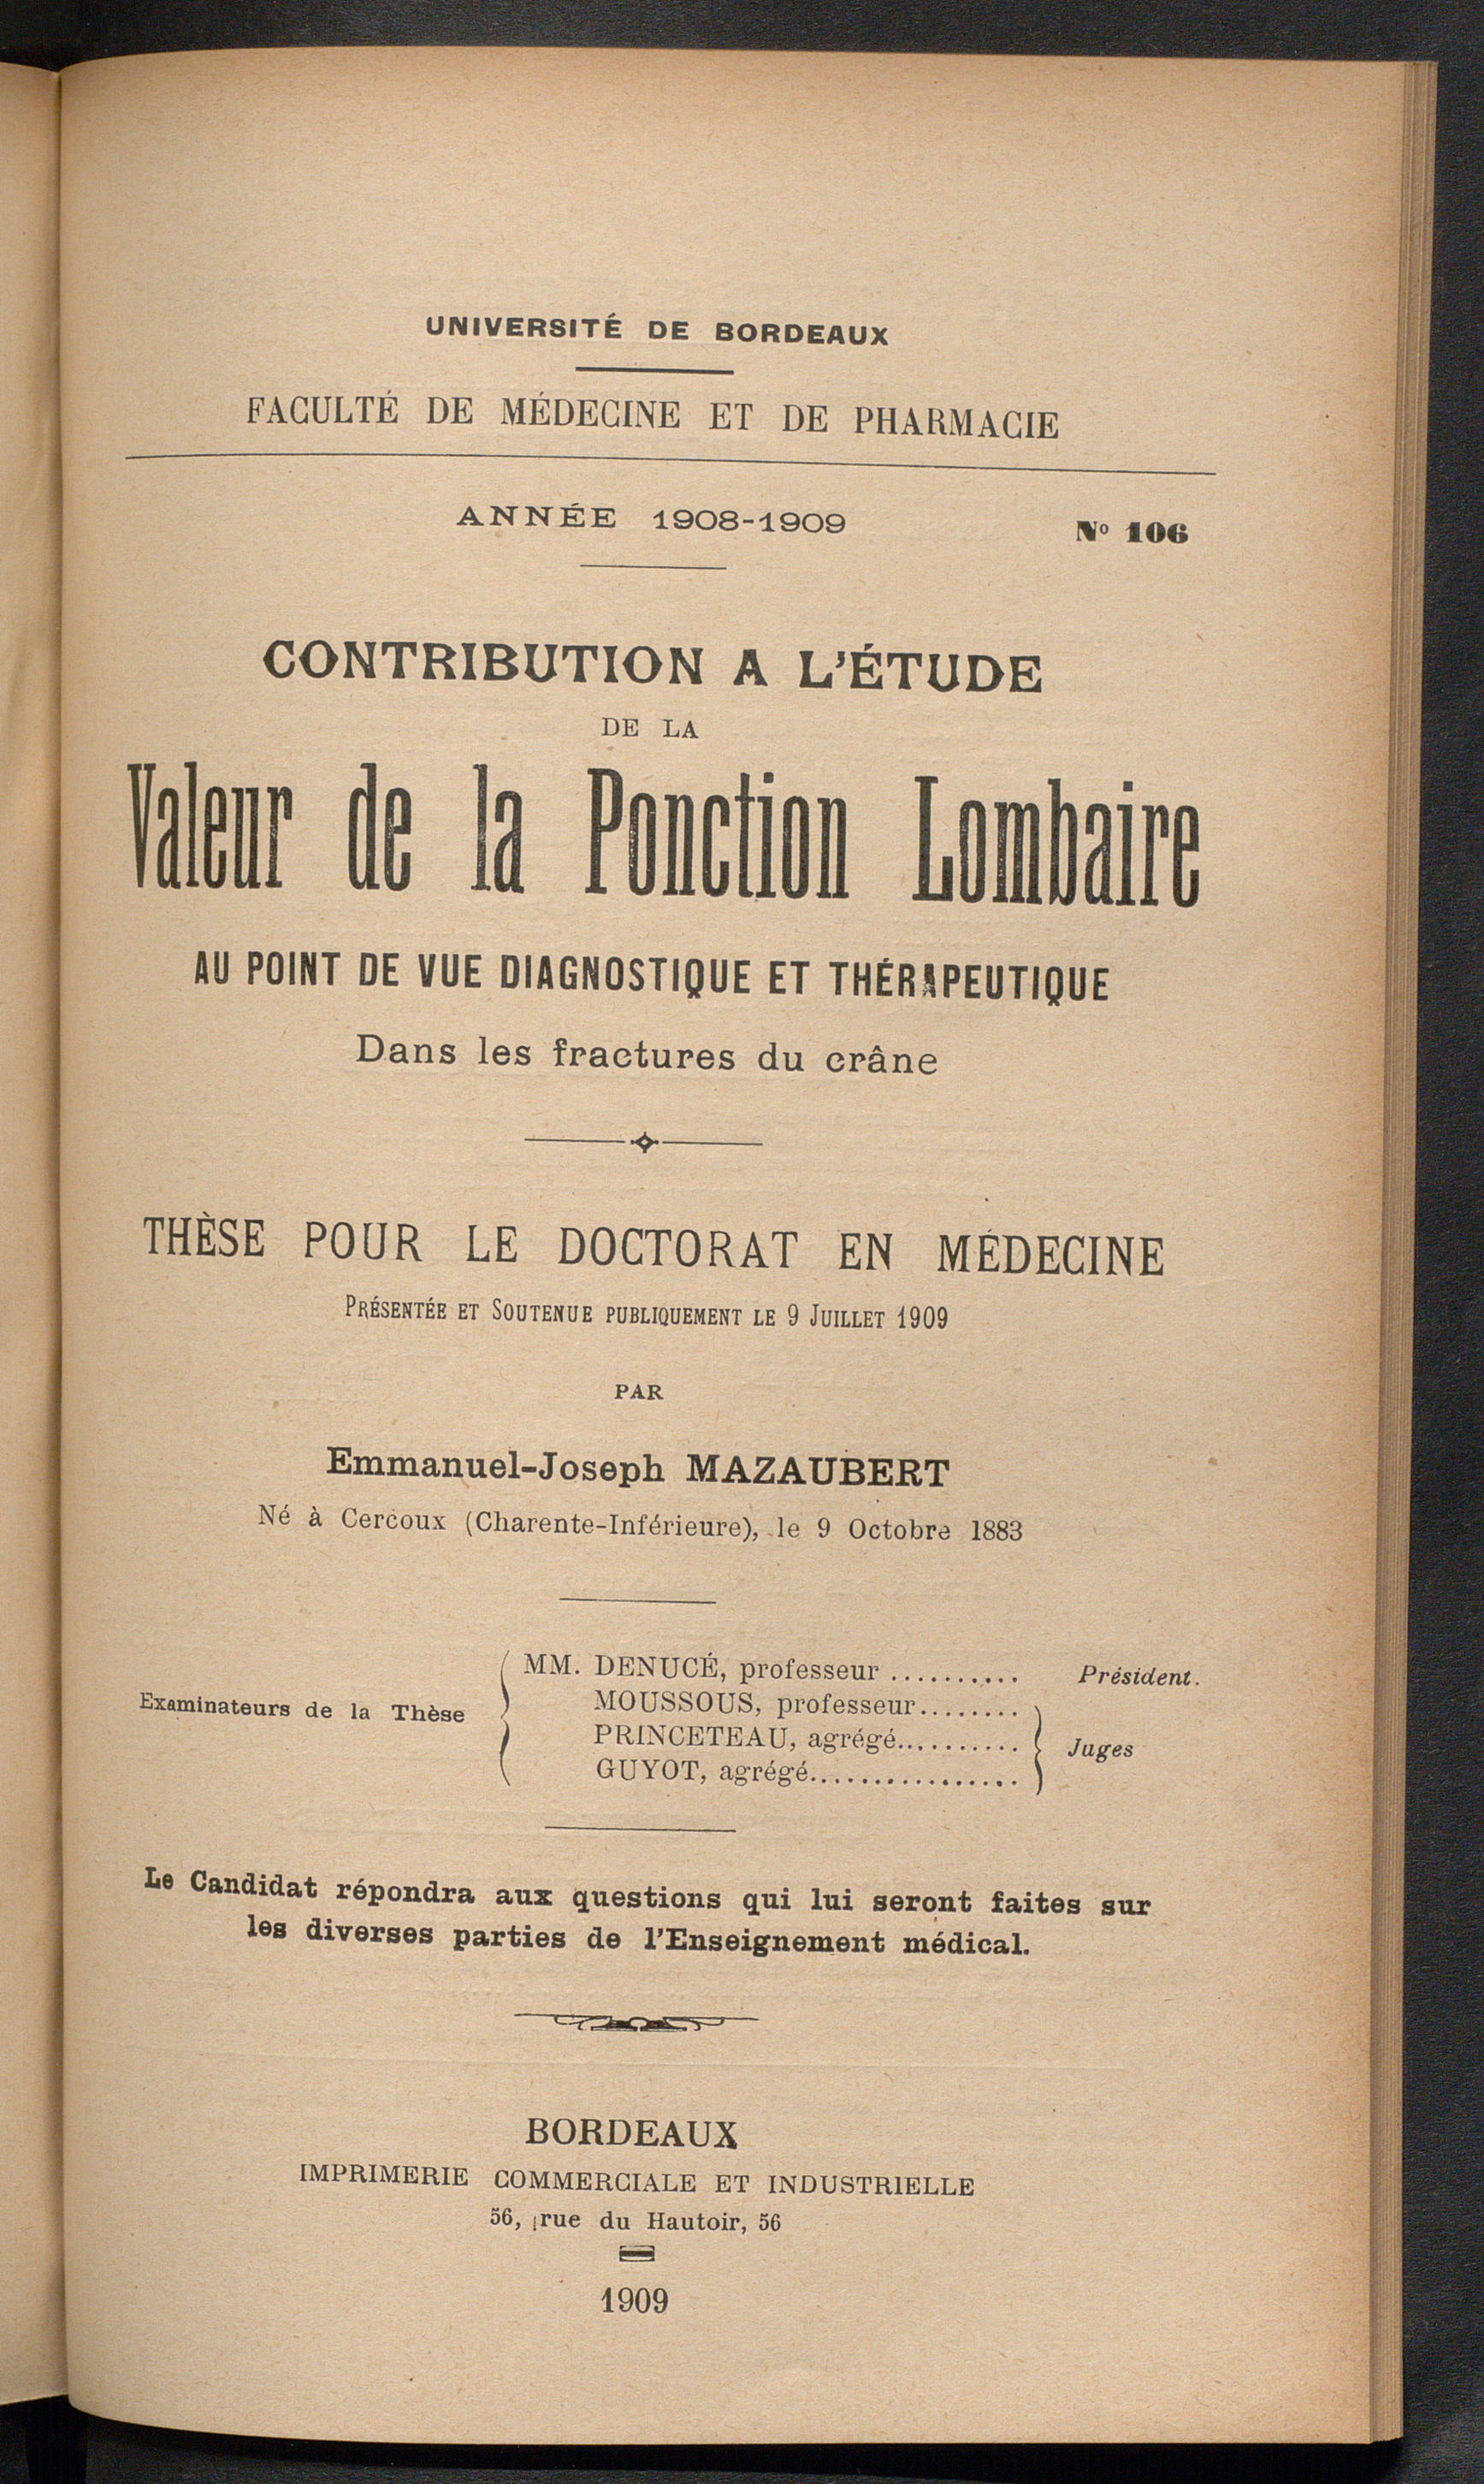 UNIVERSITÉ DE BORDEAUX
FACULTÉ DE MÉDECINE ET DE PHARMACIE
ANNÉE 1908-1909 Nº 106
CONTRIBUTION A L'ÉTUDE
DE LA
Valeur de la Ponction Lombaire
AU POINT DE VUE DIAGNOSTIQUE ET THÉRAPEUTIQUE
Dans les fractures du crâne
THÈSE POUR LE DOCTORAT EN MÉDECINE
PRÉSENTÉE ET SOUTENUE PUBLIQUEMENT LE 9 JUILLET 1909
PAR
Emmanuel-Joseph MAZAUBERT
Né à Cercoux (Charente-Inférieure), le 9 Octobre 1883
Examinateurs de la Thèse
MM. DENUCÉ, professeur .......... Président.
MOUSSOUS, professeur........
PRINCETEAU, agrégé..........
GUYOT, agrégé.................
Juges
Le Candidat répondra aux questions qui lui seront faites sur
les diverses parties de l'Enseignement médical.
BORDEAUX
IMPRIMERIE COMMERCIALE ET INDUSTRIELLE
56, rue du Hautoir, 56
1909